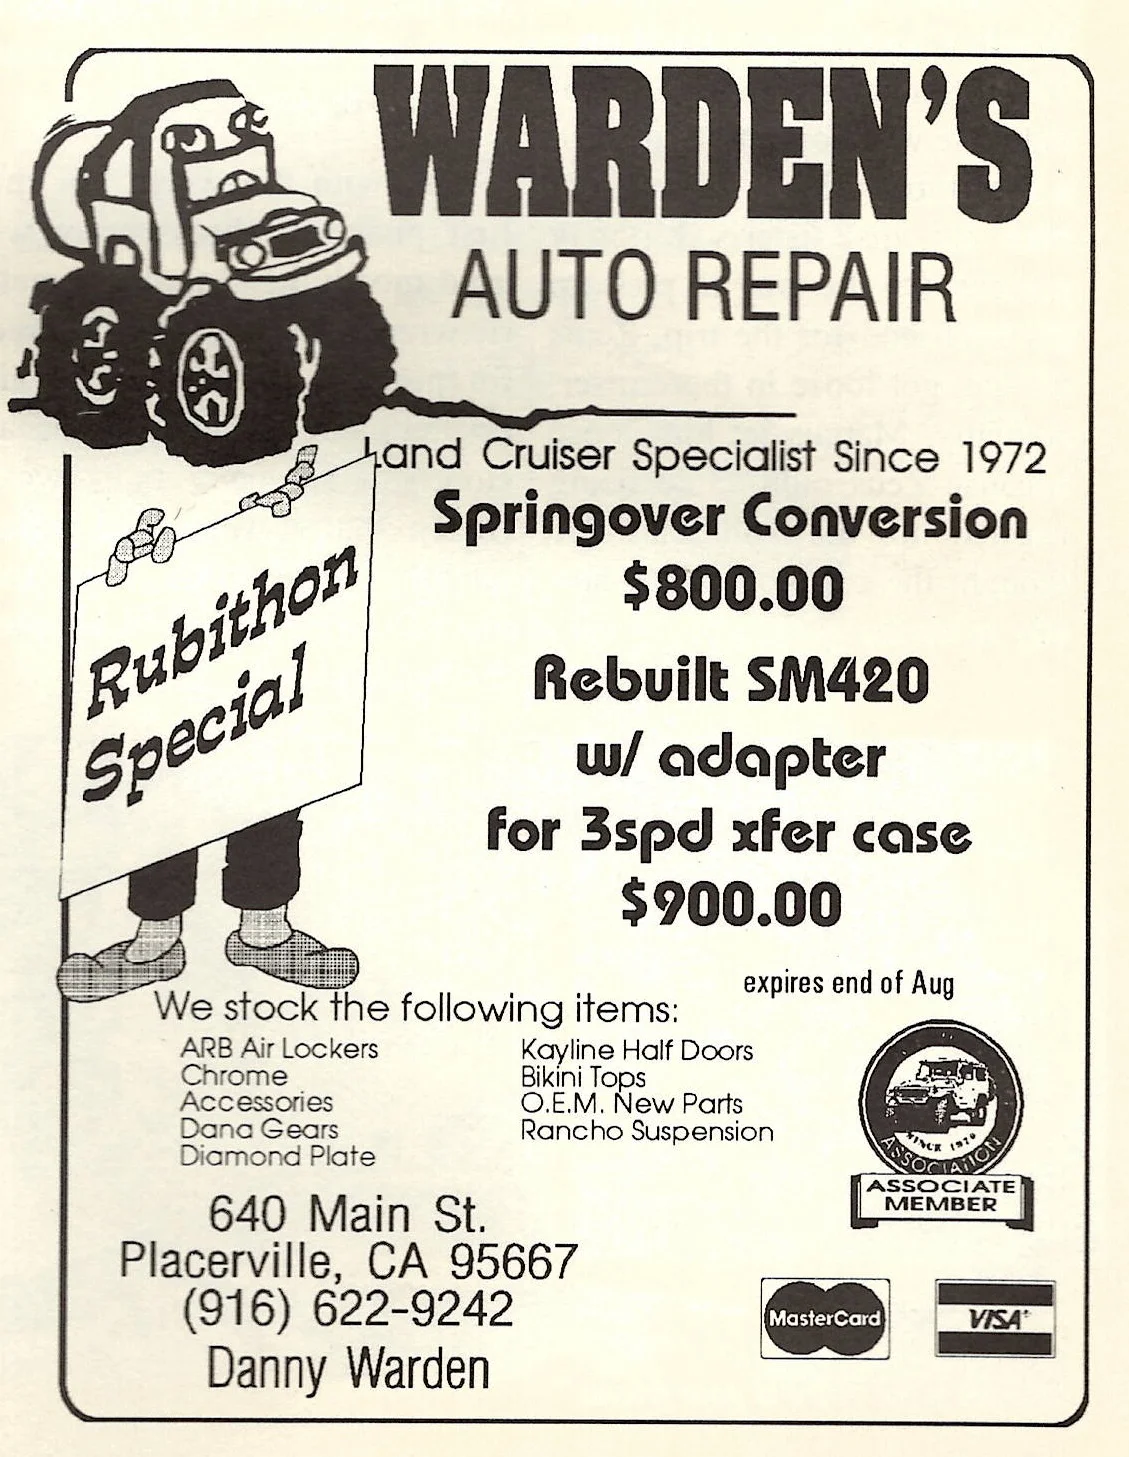 WARDEN'S
AUTO REPAIR
Land Cruiser Specialist Since 1972
Springover Conversion
$800.00
Rubithon
Special
Rebuilt SM420
w/ adapter
for 3spd xfer case
$900.00
expires end of Aug
We stock the following items:
ARB Air Lockers
Chrome
Accessories
Dana Gears
Diamond Plate
Kayline Half Doors
Bikini Tops
O.E.M. New Parts
Rancho Suspension
SINCE 1976
ASSOCIATION
ASSOCIATE
MEMBER
640 Main St.
Placerville, CA 95667
(916) 622-9242
Danny Warden
MasterCard
VISA